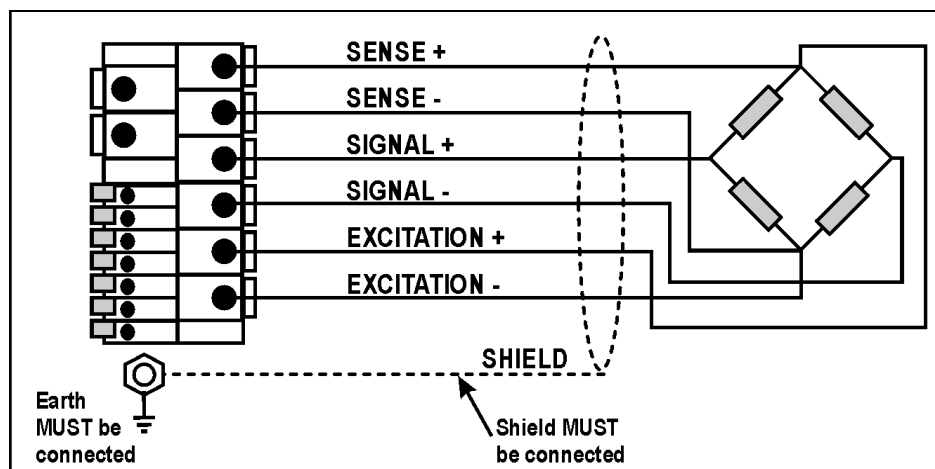 SENSE +
SENSE -
SIGNAL +
SIGNAL -
EXCITATION +
EXCITATION -
SHIELD
Earth
MUST be
connected
Shield MUST
be connected